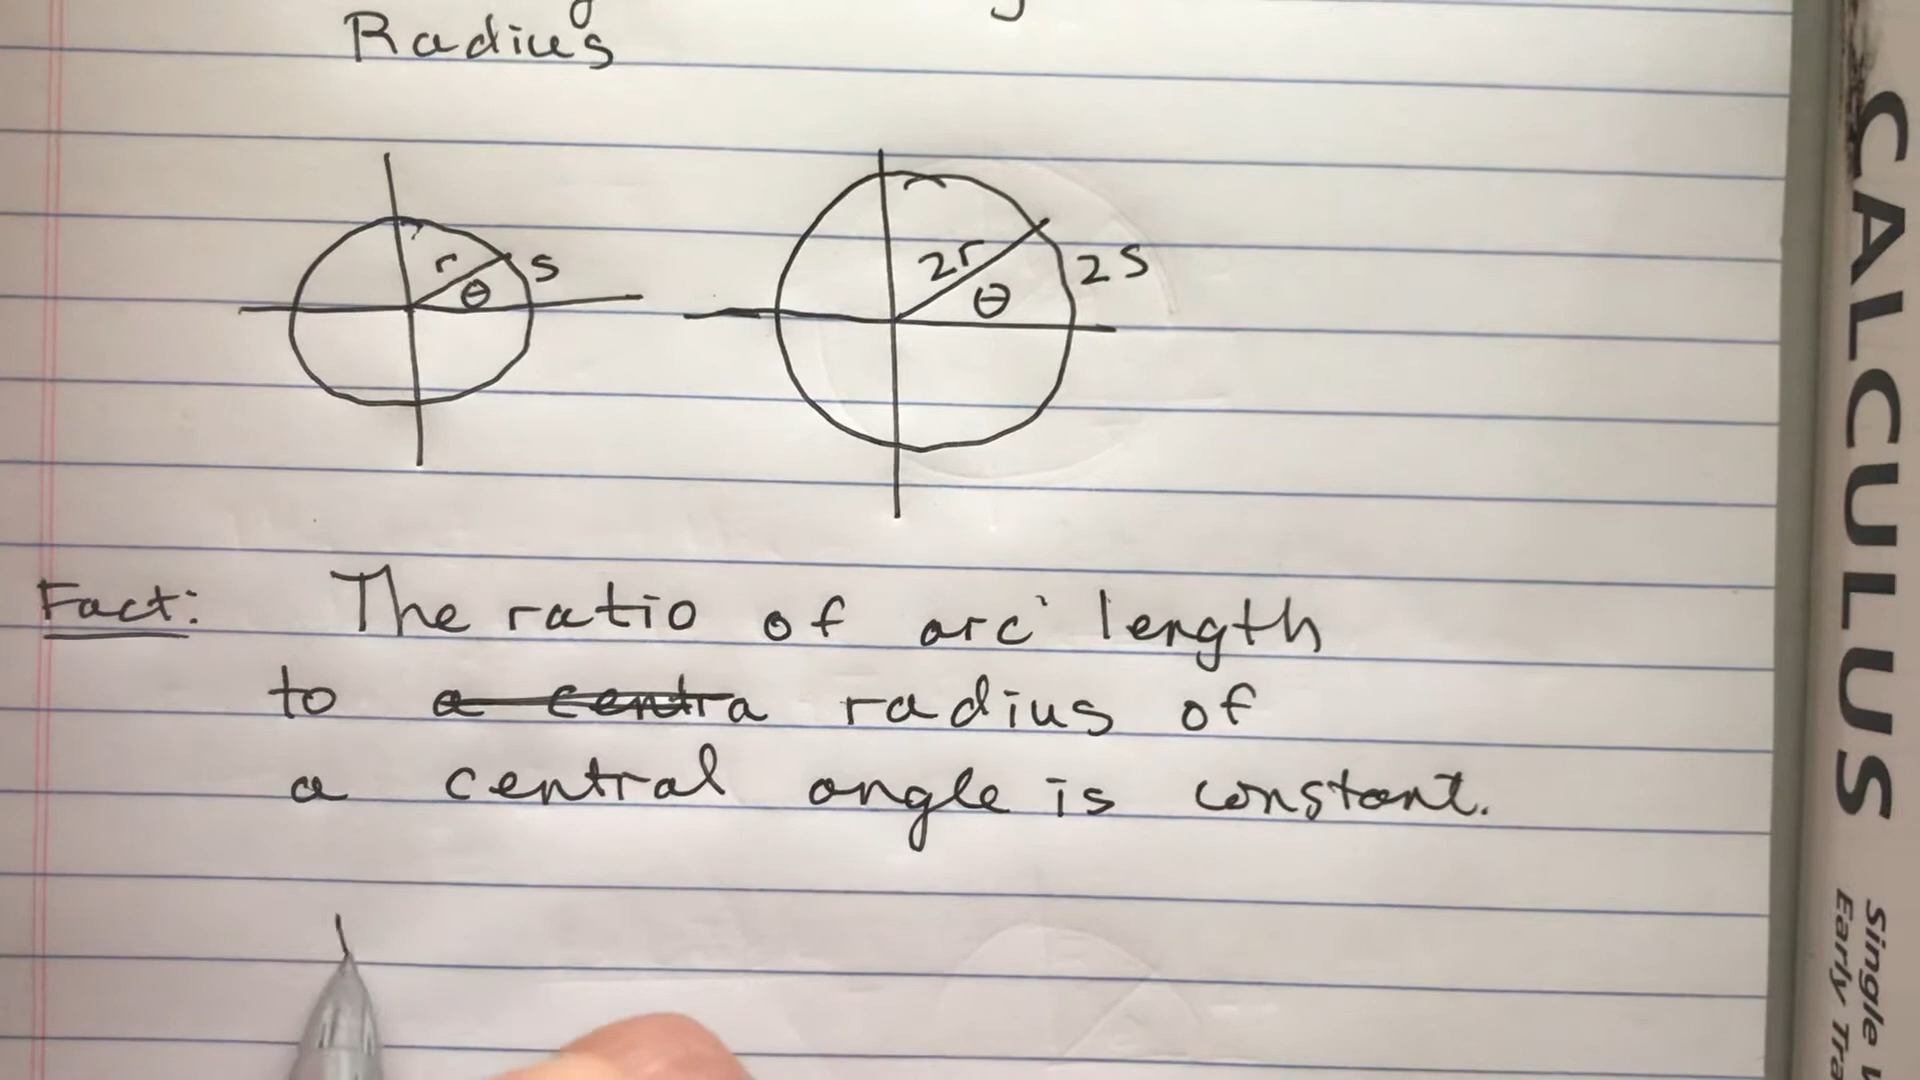 Radius
r
s
θ
2r
2s
θ
Fact: The ratio of arc length
to a centra radius of
a central angle is constant.
CALCULUS
Single
Early Tra